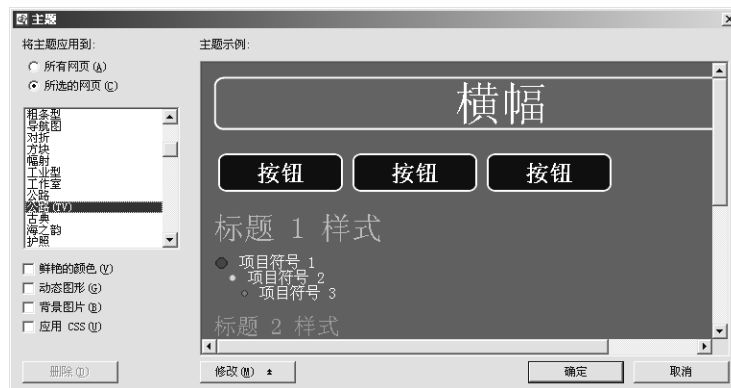 主题
将主题应用到:
所有网页(A)
所选的网页(C)
粗条型
导航图
对折
方块
幅射
工业型
工作室
公路
公路(TV)
古典
海之韵
护照
鲜艳的颜色(V)
动态图形(G)
背景图片(B)
应用 CSS(U)
删除(D)
主题示例:
横幅
按钮 按钮 按钮
标题 1 样式
项目符号 1
项目符号 2
项目符号 3
标题 2 样式
修改(M)
确定
取消